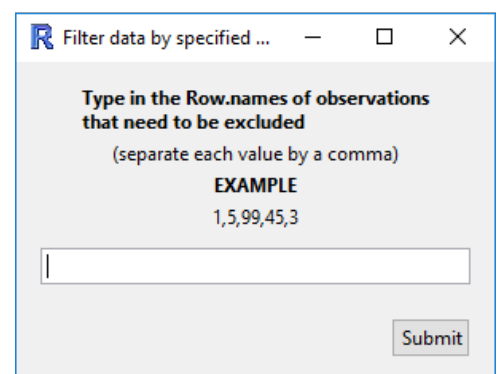 R Filter data by specified ...
Type in the Row.names of observations
that need to be excluded
(separate each value by a comma)
EXAMPLE
1,5,99,45,3
Submit